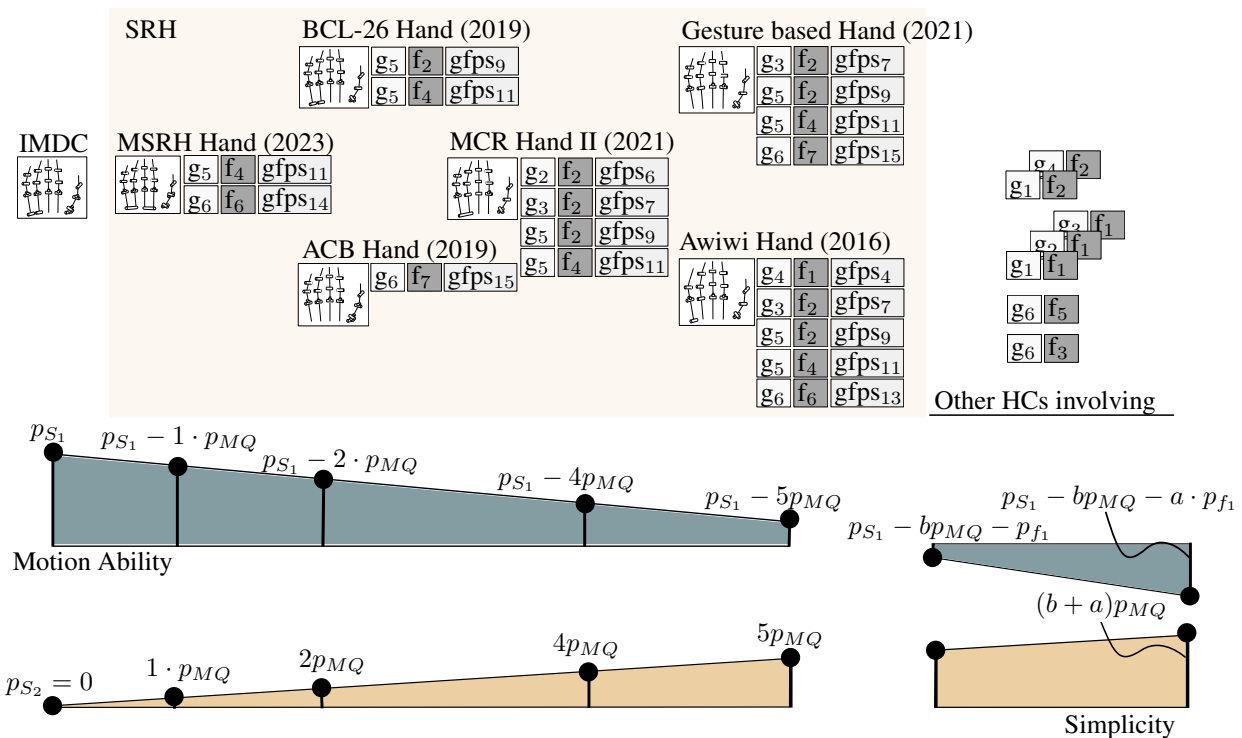 SRH
BCL-26 Hand (2019)
g5 f2 gfps9
g5 f4 gfps11
Gesture based Hand (2021)
g3 f2 gfps7
g5 f2 gfps9
g5 f4 gfps11
g6 f7 gfps15
IMDC
MSRH Hand (2023)
g5 f4 gfps11
g6 f6 gfps14
MCR Hand II (2021)
g2 f2 gfps6
g3 f2 gfps7
g5 f2 gfps9
g5 f4 gfps11
ACB Hand (2019)
g6 f7 gfps15
Awiwi Hand (2016)
g4 f1 gfps4
g3 f2 gfps7
g5 f2 gfps9
g5 f4 gfps11
g6 f6 gfps13
g4 f2
g1 f2
g3 f1
g2 f1
g1 f1
g6 f5
g6 f3
Other HCs involving
pS1
pS1 − 1 · pMQ
pS1 − 2 · pMQ
pS1 − 4pMQ
pS1 − 5pMQ
Motion Ability
pS1 − bpMQ − a · pf1
pS1 − bpMQ − pf1
(b + a)pMQ
pS2 = 0
1 · pMQ
2pMQ
4pMQ
5pMQ
Simplicity